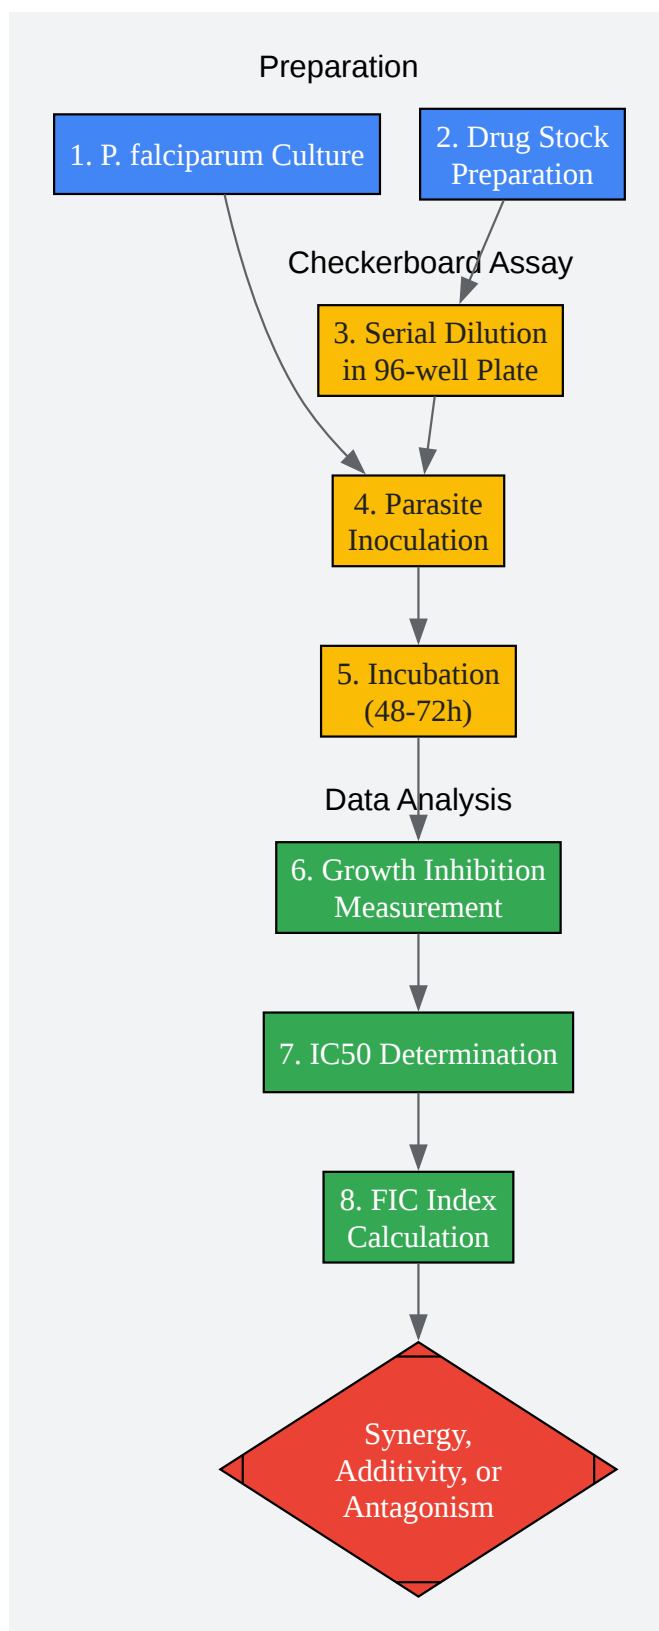 Preparation
1. P. falciparum Culture
2. Drug Stock
Preparation
Checkerboard Assay
3. Serial Dilution
in 96-well Plate
4. Parasite
Inoculation
5. Incubation
(48-72h)
Data Analysis
6. Growth Inhibition
Measurement
7. IC50 Determination
8. FIC Index
Calculation
Synergy,
Additivity, or
Antagonism